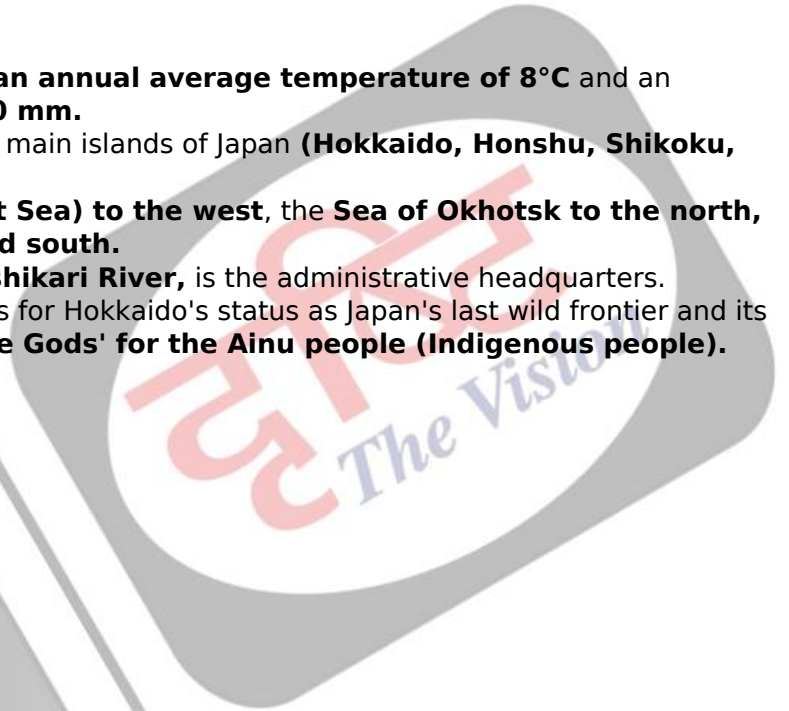 an annual average temperature of 8°C and an
0 mm.
main islands of Japan (Hokkaido, Honshu, Shikoku,
t Sea) to the west, the Sea of Okhotsk to the north,
d south.
shikari River, is the administrative headquarters.
s for Hokkaido's status as Japan's last wild frontier and its
e Gods' for the Ainu people (Indigenous people).
दृष्टि
The Vision